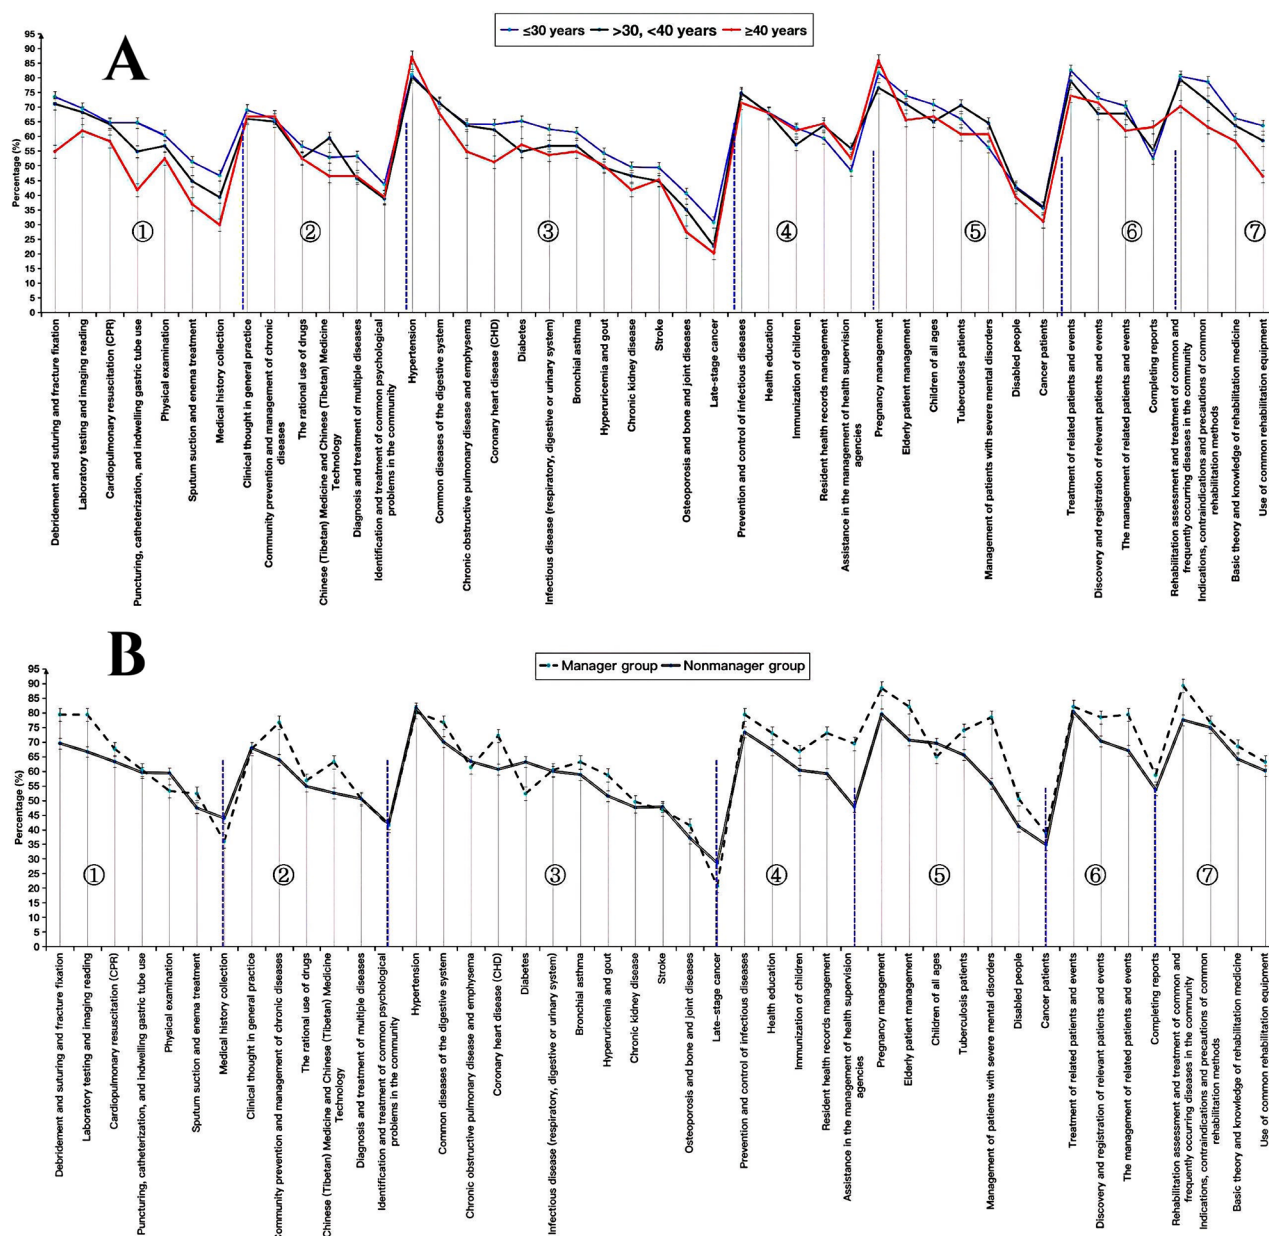 A
≤30 years >30, <40 years ≥40 years
Percentage (%)
95
90
85
80
75
70
65
60
55
50
45
40
35
30
25
20
15
10
5
0
① ② ③ ④ ⑤ ⑥ ⑦
Debridement and suturing and fracture fixation
Laboratory testing and imaging reading
Cardiopulmonary resuscitation (CPR)
Puncturing, catheterization, and indwelling gastric tube use
Physical examination
Sputum suction and enema treatment
Medical history collection
Clinical thought in general practice
Community prevention and management of chronic
diseases
The rational use of drugs
Chinese (Tibetan) Medicine and Chinese (Tibetan) Medicine
Technology
Diagnosis and treatment of multiple diseases
Identification and treatment of common psychological
problems in the community
Hypertension
Common diseases of the digestive system
Chronic obstructive pulmonary disease and emphysema
Coronary heart disease (CHD)
Diabetes
Infectious disease (respiratory, digestive or urinary system)
Bronchial asthma
Hyperuricemia and gout
Chronic kidney disease
Stroke
Osteoporosis and bone and joint diseases
Late-stage cancer
Prevention and control of infectious diseases
Health education
Immunization of children
Resident health records management
Assistance in the management of health supervision
agencies
Pregnancy management
Elderly patient management
Children of all ages
Tuberculosis patients
Management of patients with severe mental disorders
Disabled people
Cancer patients
Treatment of related patients and events
Discovery and registration of relevant patients and events
The management of related patients and events
Completing reports
Rehabilitation assessment and treatment of common and
frequently occurring diseases in the community
Indications, contraindications and precautions of common
rehabilitation methods
Basic theory and knowledge of rehabilitation medicine
Use of common rehabilitation equipment
B
Manager group Nonmanager group
Percentage (%)
95
90
85
80
75
70
65
60
55
50
45
40
35
30
25
20
15
10
5
0
① ② ③ ④ ⑤ ⑥ ⑦
Debridement and suturing and fracture fixation
Laboratory testing and imaging reading
Cardiopulmonary resuscitation (CPR)
Puncturing, catheterization, and indwelling gastric tube use
Physical examination
Sputum suction and enema treatment
Medical history collection
Clinical thought in general practice
Community prevention and management of chronic diseases
The rational use of drugs
Chinese (Tibetan) Medicine and Chinese (Tibetan) Medicine
Technology
Diagnosis and treatment of multiple diseases
Identification and treatment of common psychological
problems in the community
Hypertension
Common diseases of the digestive system
Chronic obstructive pulmonary disease and emphysema
Coronary heart disease (CHD)
Diabetes
Infectious disease (respiratory, digestive or urinary system)
Bronchial asthma
Hyperuricemia and gout
Chronic kidney disease
Stroke
Osteoporosis and bone and joint diseases
Late-stage cancer
Prevention and control of infectious diseases
Health education
Immunization of children
Resident health records management
Assistance in the management of health supervision
agencies
Pregnancy management
Elderly patient management
Children of all ages
Tuberculosis patients
Management of patients with severe mental disorders
Disabled people
Cancer patients
Treatment of related patients and events
Discovery and registration of relevant patients and events
The management of related patients and events
Completing reports
Rehabilitation assessment and treatment of common and
frequently occurring diseases in the community
Indications, contraindications and precautions of common
rehabilitation methods
Basic theory and knowledge of rehabilitation medicine
Use of common rehabilitation equipment